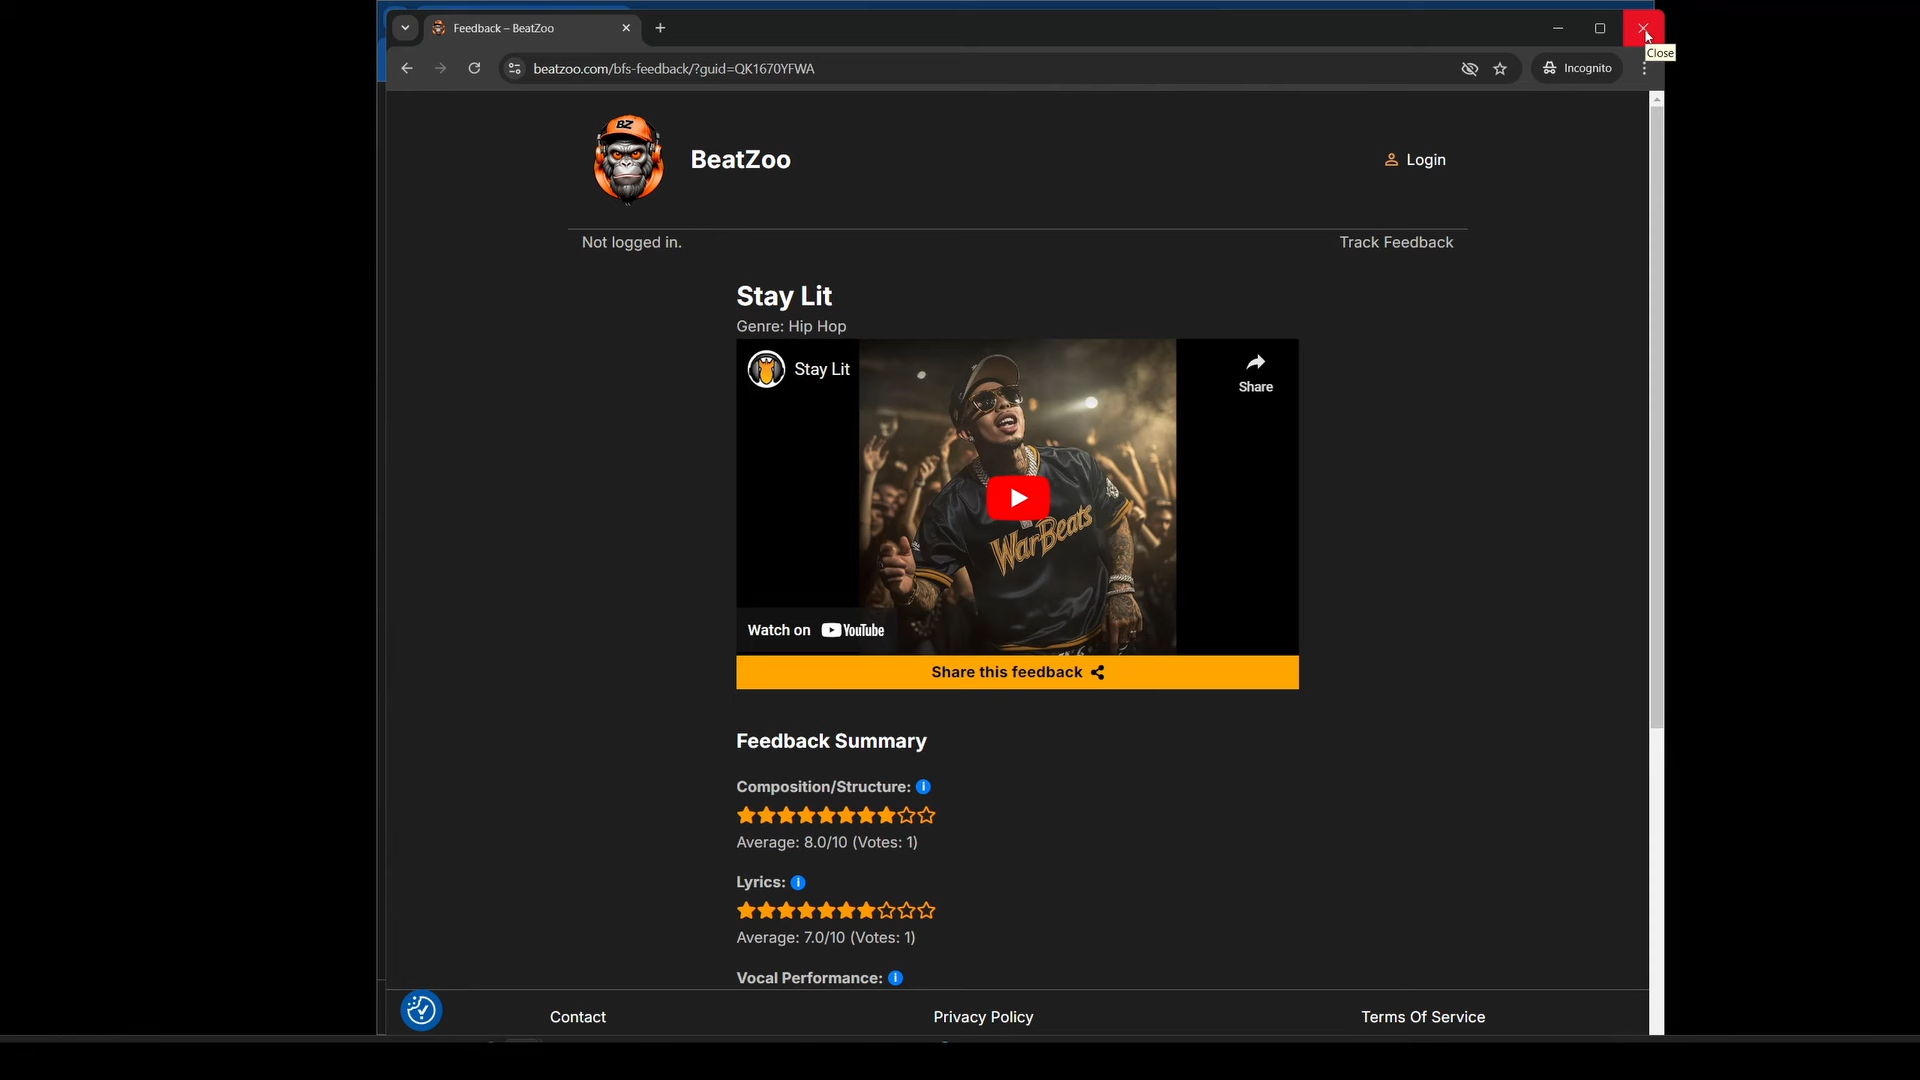 Feedback – BeatZoo
Close
beatzoo.com/bfs-feedback/?guid=QK1670YFWA
Incognito
BZ
BeatZoo
Login
Not logged in.
Track Feedback
Stay Lit
Genre: Hip Hop
Stay Lit
Share
WarBeats
Watch on YouTube
Share this feedback
Feedback Summary
Composition/Structure: i
Average: 8.0/10 (Votes: 1)
Lyrics: i
Average: 7.0/10 (Votes: 1)
Vocal Performance: i
Contact
Privacy Policy
Terms Of Service